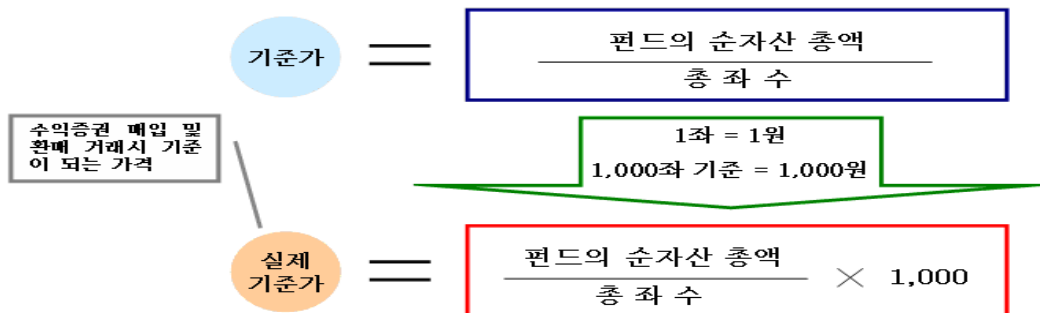 기준가
펀드의 순자산 총액
총 좌 수
수익증권 매입 및
환매 거래시 기준
이 되는 가격
1좌 = 1원
1,000좌 기준 = 1,000원
실제
기준가
펀드의 순자산 총액
총 좌 수
× 1,000